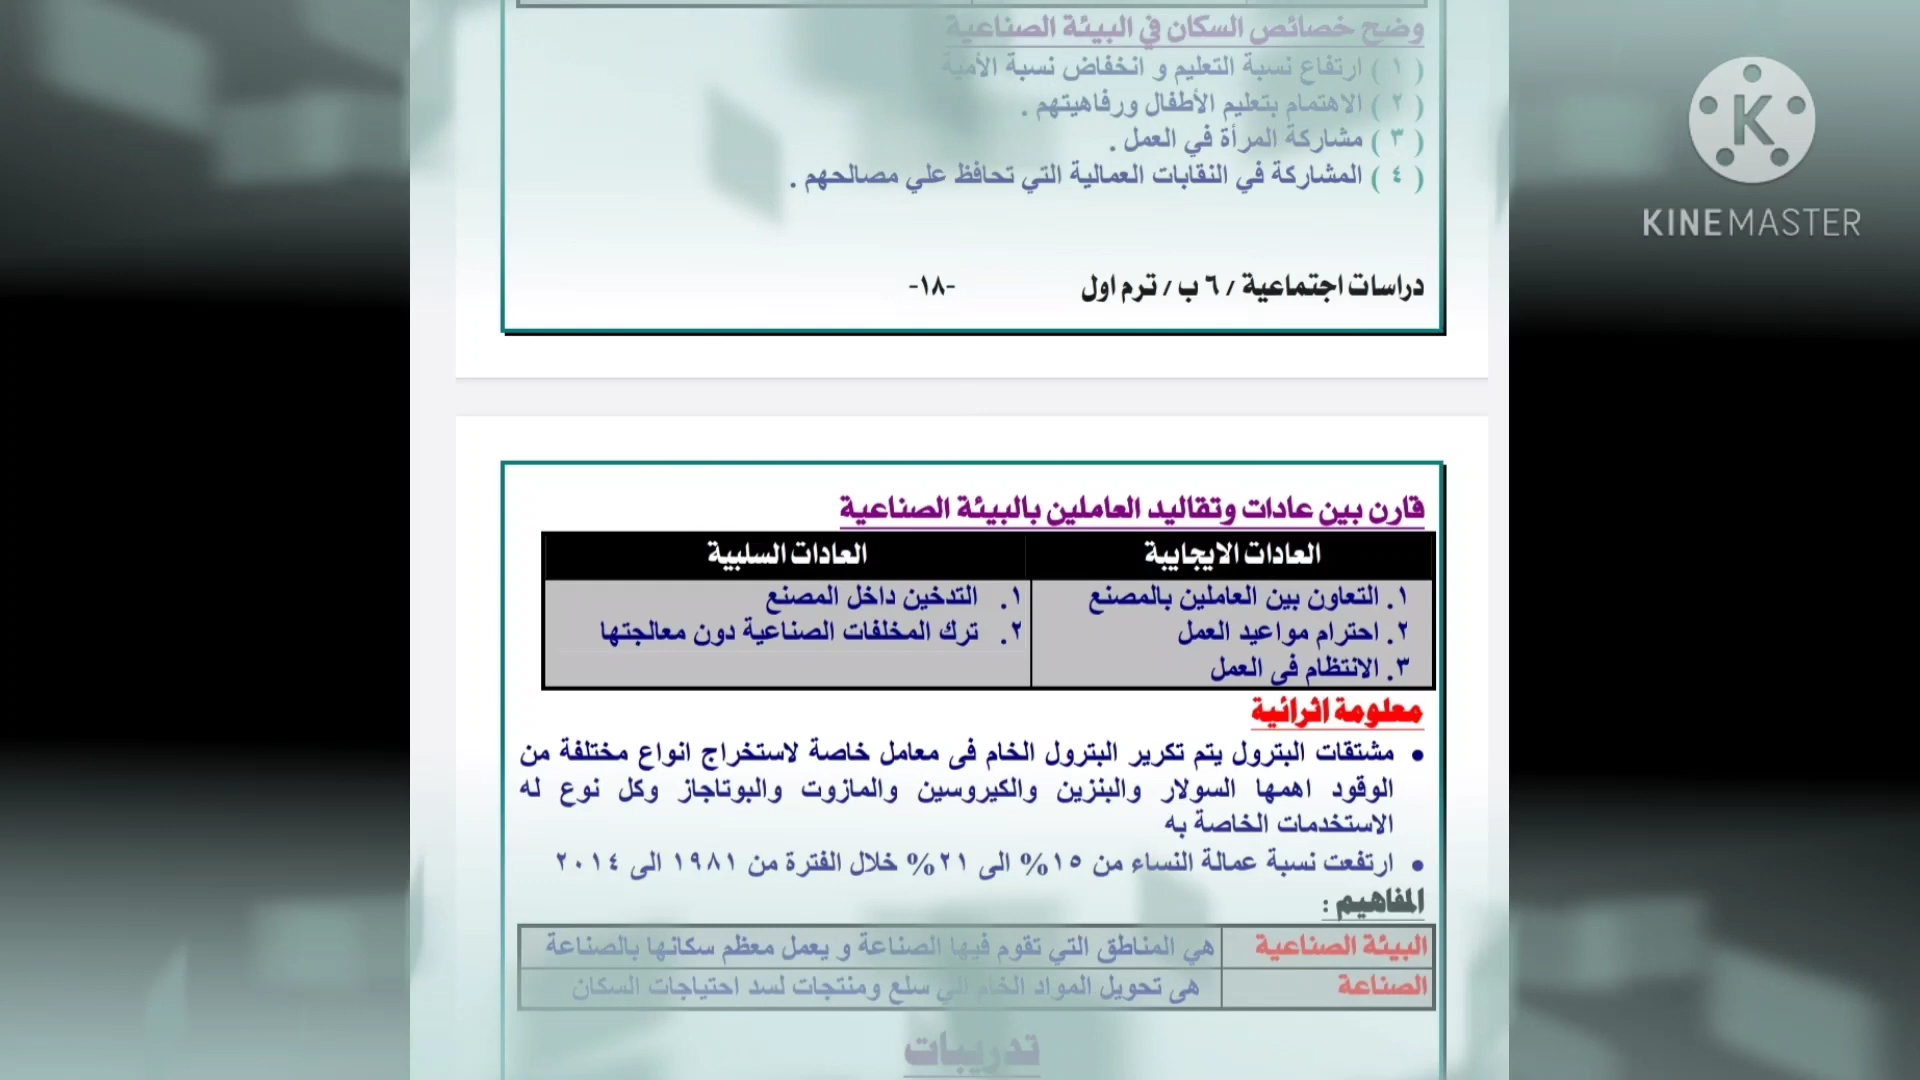 وضح خصائص السكان في البيئة الصناعية
( ١ ) ارتفاع نسبة التعليم و انخفاض نسبة الأمية
( ٢ ) الاهتمام بتعليم الأطفال ورفاهيتهم .
( ٣ ) مشاركة المرأة في العمل .
( ٤ ) المشاركة في النقابات العمالية التي تحافظ علي مصالحهم .
دراسات اجتماعية / ٦ ب / ترم اول -١٨-
KINEMASTER
قارن بين عادات وتقاليد العاملين بالبيئة الصناعية
العادات الايجايبة العادات السلبية
١. التعاون بين العاملين بالمصنع ١. التدخين داخل المصنع
٢. احترام مواعيد العمل ٢. ترك المخلفات الصناعية دون معالجتها
٣. الانتظام فى العمل
معلومة اثرائية
• مشتقات البترول يتم تكرير البترول الخام فى معامل خاصة لاستخراج انواع مختلفة من
الوقود اهمها السولار والبنزين والكيروسين والمازوت والبوتاجاز وكل نوع له
الاستخدمات الخاصة به
• ارتفعت نسبة عمالة النساء من ١٥% الى ٢١% خلال الفترة من ١٩٨١ الى ٢٠١٤
المفاهيم :
البيئة الصناعية هي المناطق التي تقوم فيها الصناعة و يعمل معظم سكانها بالصناعة
الصناعة هى تحويل المواد الخام الي سلع ومنتجات لسد احتياجات السكان
تدريبات